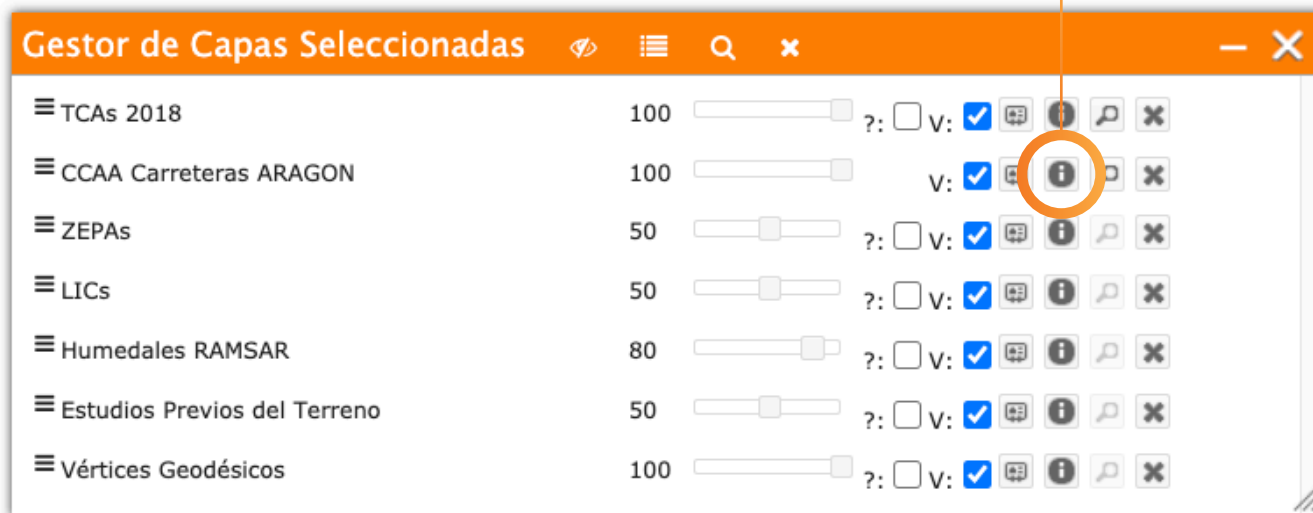 Gestor de Capas Seleccionadas
TCAs 2018 100 ?: V:
CCAA Carreteras ARAGON 100 V:
ZEPAs 50 ?: V:
LICs 50 ?: V:
Humedales RAMSAR 80 ?: V:
Estudios Previos del Terreno 50 ?: V:
Vértices Geodésicos 100 ?: V: